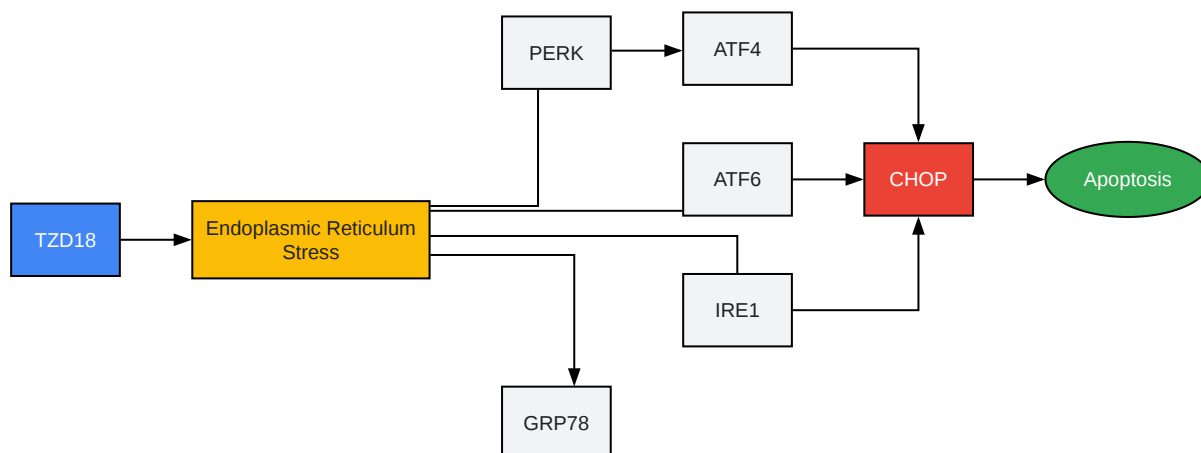 PERK
ATF4
ATF6
CHOP
Apoptosis
TZD18
Endoplasmic Reticulum
Stress
IRE1
GRP78